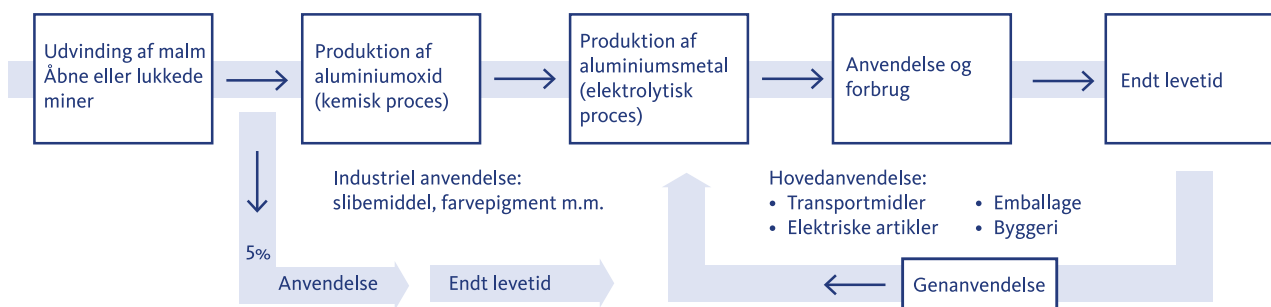 Udvinding af malm
Åbne eller lukkede
miner
Produktion af
aluminiumoxid
(kemisk proces)
Produktion af
aluminiumsmetal
(elektrolytisk
proces)
Anvendelse og
forbrug
Endt levetid
Industriel anvendelse:
slibemiddel, farvepigment m.m.
Hovedanvendelse:
• Transportmidler
• Elektriske artikler
• Emballage
• Byggeri
5%
Anvendelse
Endt levetid
Genanvendelse